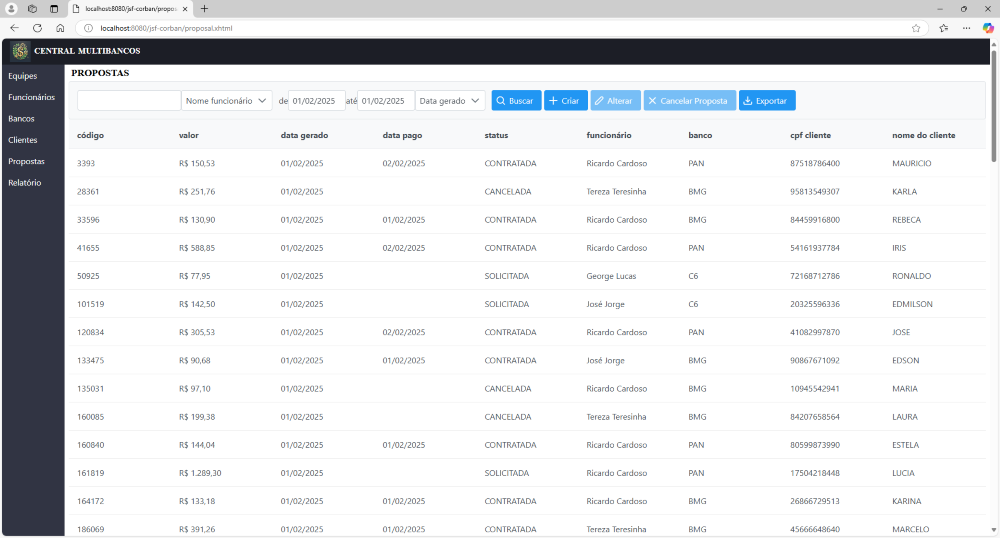 localhost:8080/jsf-corban/propos
localhost:8080/jsf-corban/proposal.xhtml
CENTRAL MULTIBANCOS
Equipes
Funcionários
Bancos
Clientes
Propostas
Relatório
PROPOSTAS
Nome funcionário de 01/02/2025 até 01/02/2025 Data gerado Buscar Criar Alterar Cancelar Proposta Exportar
código valor data gerado data pago status funcionário banco cpf cliente nome do cliente
3393 R$ 150,53 01/02/2025 02/02/2025 CONTRATADA Ricardo Cardoso PAN 87518786400 MAURICIO
28361 R$ 251,76 01/02/2025 CANCELADA Tereza Teresinha BMG 95813549307 KARLA
33596 R$ 130,90 01/02/2025 01/02/2025 CONTRATADA Ricardo Cardoso BMG 84459916800 REBECA
41655 R$ 588,85 01/02/2025 02/02/2025 CONTRATADA Ricardo Cardoso PAN 54161937784 IRIS
50925 R$ 77,95 01/02/2025 SOLICITADA George Lucas C6 72168712786 RONALDO
101519 R$ 142,50 01/02/2025 SOLICITADA José Jorge C6 20325596336 EDMILSON
120834 R$ 305,53 01/02/2025 02/02/2025 CONTRATADA Ricardo Cardoso PAN 41082997870 JOSE
133475 R$ 90,68 01/02/2025 01/02/2025 CONTRATADA José Jorge BMG 90867671092 EDSON
135031 R$ 97,10 01/02/2025 CANCELADA Ricardo Cardoso BMG 10945542941 MARIA
160085 R$ 199,38 01/02/2025 CANCELADA Tereza Teresinha BMG 84207658564 LAURA
160840 R$ 144,04 01/02/2025 01/02/2025 CONTRATADA Ricardo Cardoso PAN 80599873990 ESTELA
161819 R$ 1.289,30 01/02/2025 SOLICITADA Ricardo Cardoso PAN 17504218448 LUCIA
164172 R$ 133,18 01/02/2025 01/02/2025 CONTRATADA Ricardo Cardoso BMG 26866729513 KARINA
186069 R$ 391,26 01/02/2025 01/02/2025 CONTRATADA Tereza Teresinha BMG 45666648640 MARCELO